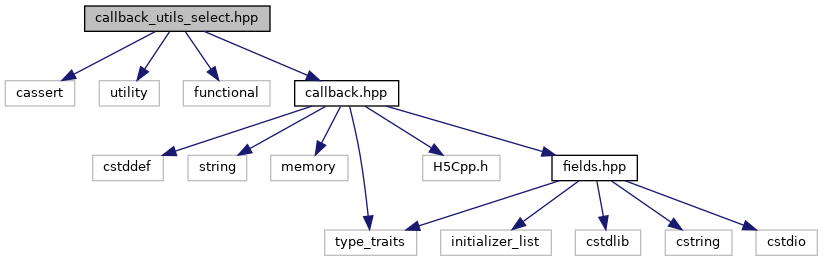 callback_utils_select.hpp
cassert
utility
functional
callback.hpp
cstddef
string
memory
H5Cpp.h
fields.hpp
type_traits
initializer_list
cstdlib
cstring
cstdio